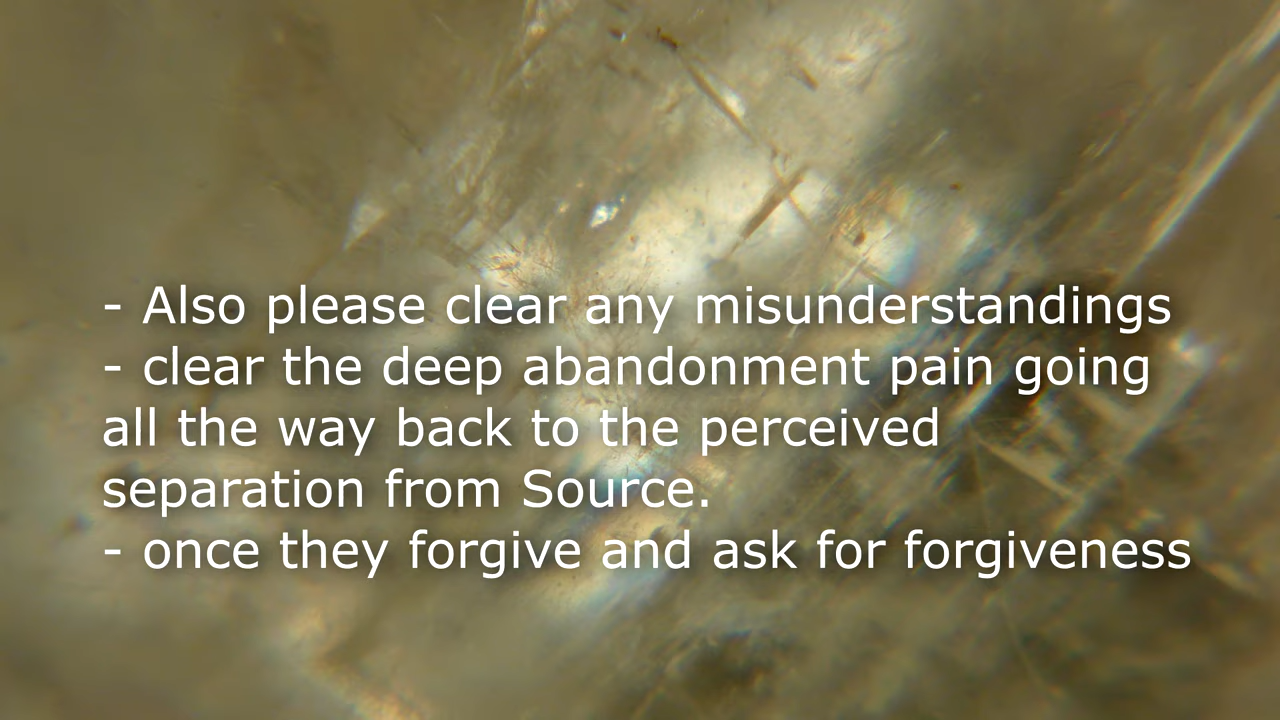 - Also please clear any misunderstandings
- clear the deep abandonment pain going
all the way back to the perceived
separation from Source.
- once they forgive and ask for forgiveness